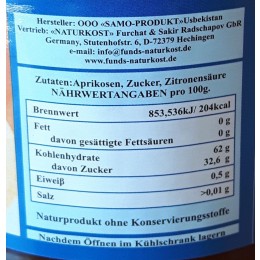 Hersteller: OOO «SAMO-PRODUKT»Usbekistan
Vertrieb: «NATURKOST» Furchat & Sakir Radschapov GbR
Germany, Stutenhofstr. 6, D-72379 Hechingen
e-mail: info@funds-naturkost.de
www.funds-naturkost.de
Zutaten:Aprikosen, Zucker, Zitronensäure
NÄHRWERTANGABEN pro 100g.
Brennwert 853,536kJ/ 204kcal
Fett 0 g
davon gesättigte Fettsäuren 0 g
Kohlenhydrate 62 g
davon Zucker 32,6 g
Eiweiß 0,5 g
Salz >0,01 g
Naturprodukt ohne Konservierungsstoffe
Nachdem Öffnen im Kühlschrank lagern